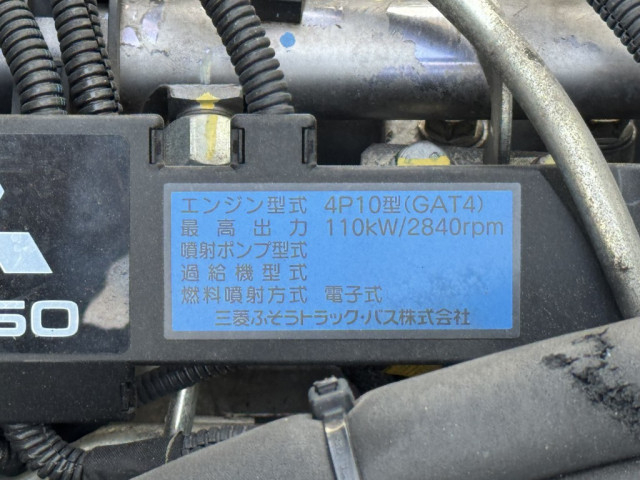 エンジン型式 4P10型(GAT4)
最高出力 110kW/2840rpm
噴射ポンプ型式
過給機型式
燃料噴射方式 電子式
三菱ふそうトラック・バス株式会社
50